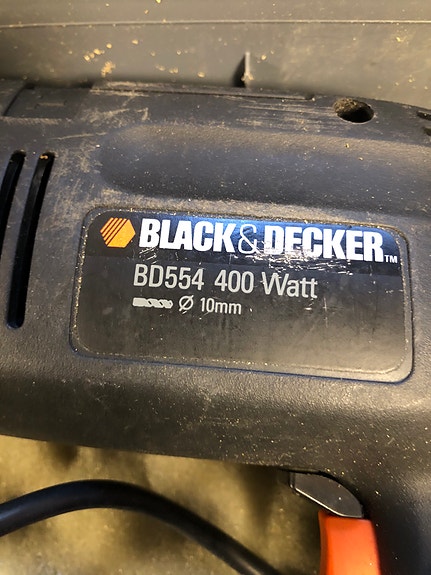 BLACK & DECKER™
BD554 400 Watt
Ø 10mm